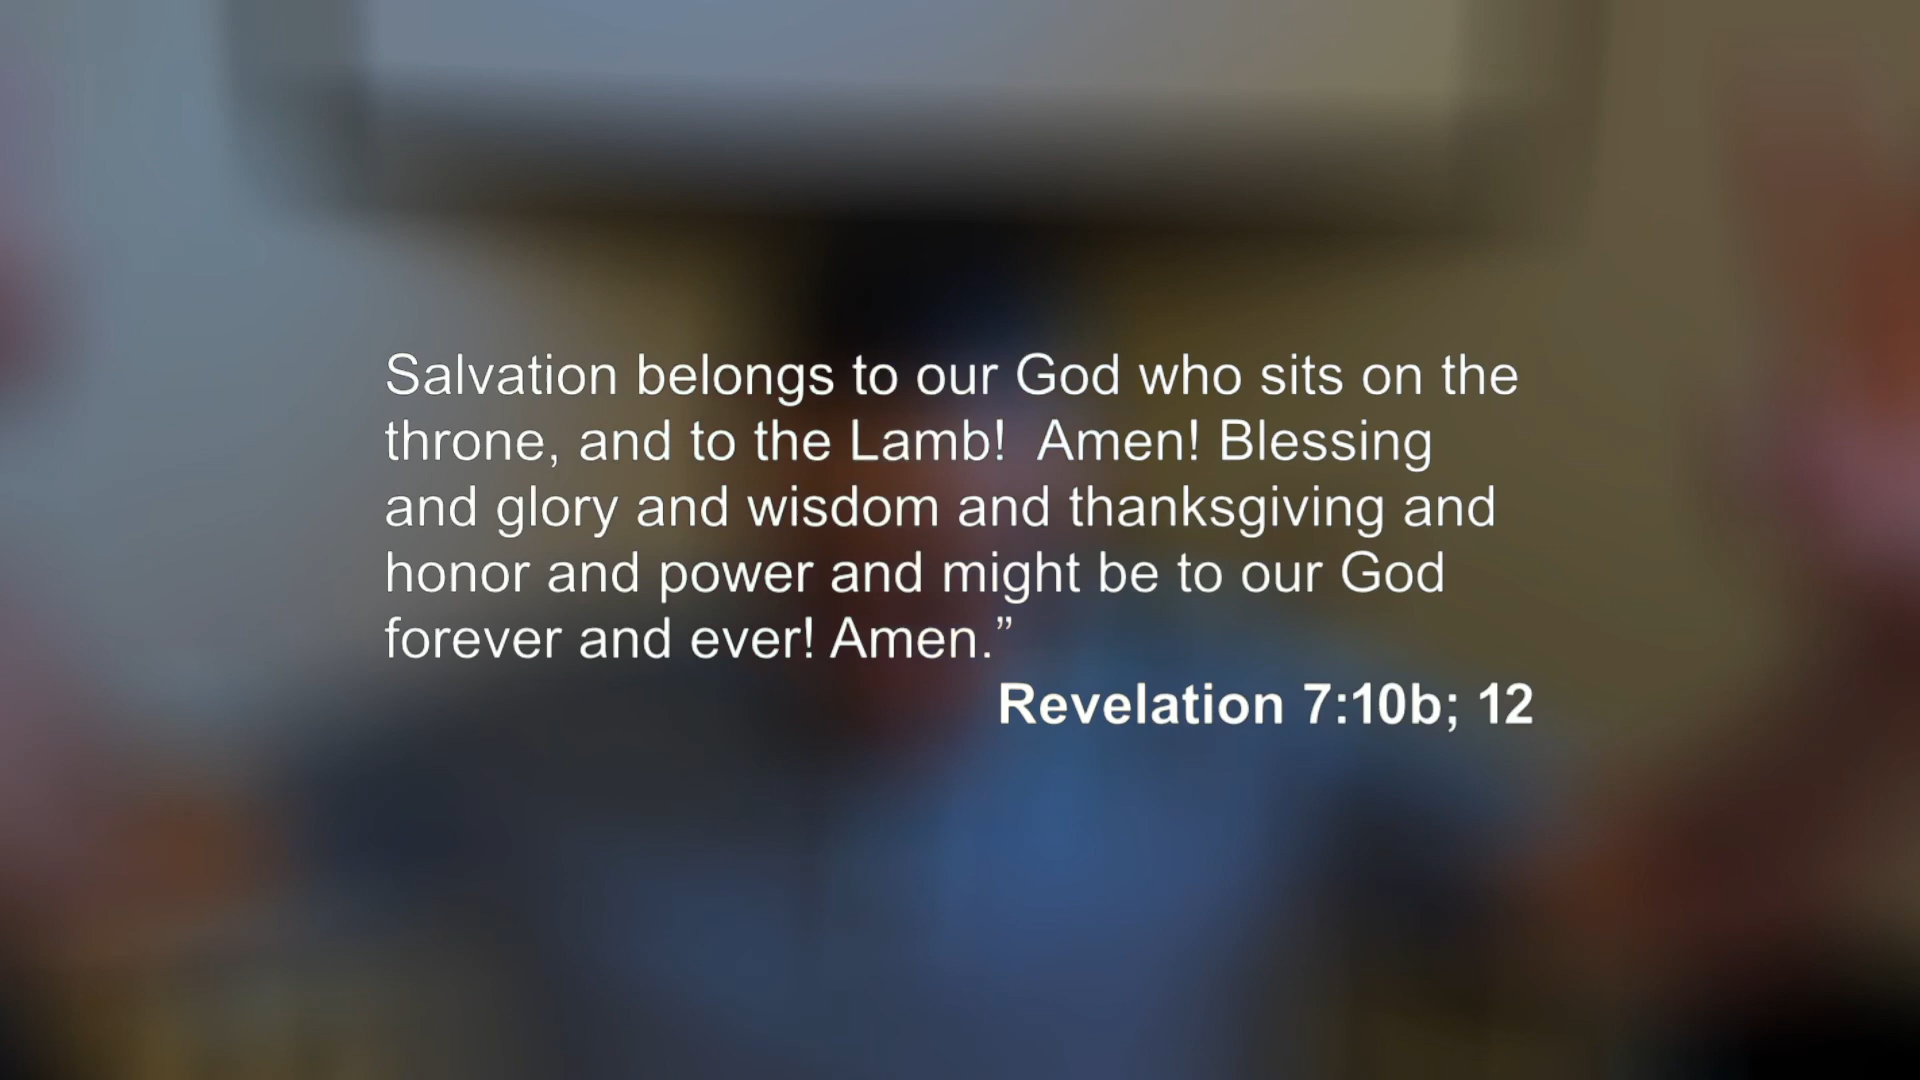 Salvation belongs to our God who sits on the
throne, and to the Lamb!  Amen! Blessing
and glory and wisdom and thanksgiving and
honor and power and might be to our God
forever and ever! Amen.”
Revelation 7:10b; 12